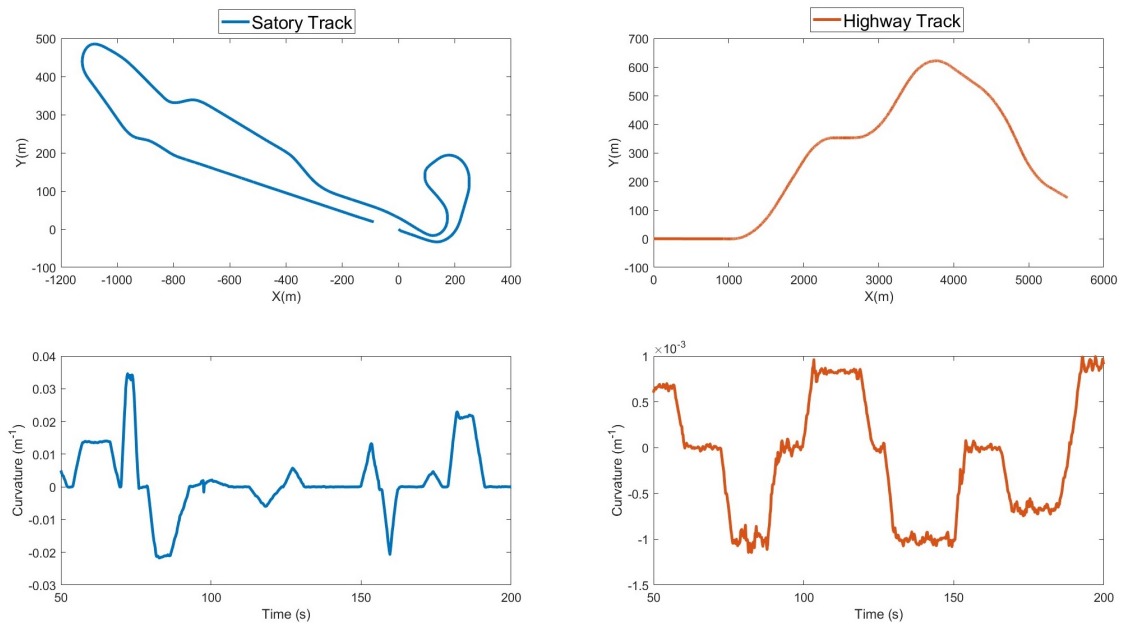 Satory Track
Highway Track
500
400
300
200
100
0
-100
Y(m)
-1200 -1000 -800 -600 -400 -200 0 200 400
X(m)
700
600
500
400
300
200
100
0
-100
Y(m)
0 1000 2000 3000 4000 5000 6000
X(m)
0.04
0.03
0.02
0.01
0
-0.01
-0.02
-0.03
Curvature (m⁻¹)
50 100 150 200
Time (s)
×10⁻³
1
0.5
0
-0.5
-1
-1.5
Curvature (m⁻¹)
50 100 150 200
Time (s)